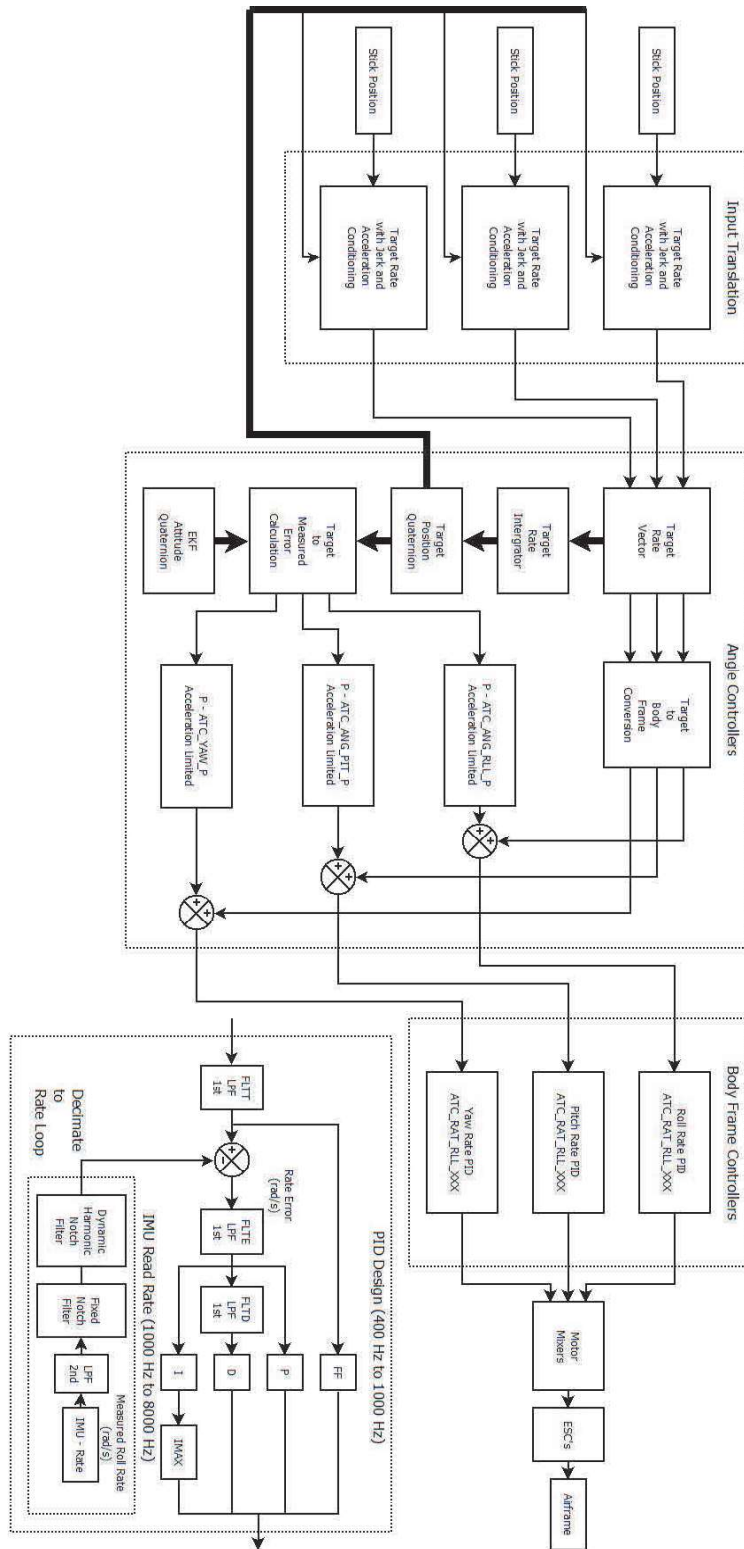 Input Translation
Stick Position
Target Rate
with Jerk and
Acceleration
Conditioning
Stick Position
Target Rate
with Jerk and
Acceleration
Conditioning
Stick Position
Target Rate
with Jerk and
Acceleration
Conditioning
Angle Controllers
Target
Rate
Vector
Target
to
Body
Frame
Conversion
Target
Rate
Intergrator
Target
Position
Quaternion
Target
to
Measured
Error
Calculation
EKF
Attitude
Quaternion
P - ATC_ANG_RLL_P
Acceleration Limited
P - ATC_ANG_PIT_P
Acceleration Limited
P - ATC_YAW_P
Acceleration Limited
+
+
+
+
+
+
Body Frame Controllers
Roll Rate PID
ATC_RAT_RLL_XXX
Pitch Rate PID
ATC_RAT_RLL_XXX
Yaw Rate PID
ATC_RAT_RLL_XXX
Motor
Mixers
ESC's
Airframe
PID Design (400 Hz to 1000 Hz)
FLTT
LPF
1st
+
-
Rate Error
(rad/s)
FLTE
LPF
1st
FLTD
LPF
1st
FF
P
D
I
IMAX
Decimate
to
Rate Loop
IMU Read Rate (1000 Hz to 8000 Hz)
Dynamic
Harmonic
Notch
Filter
Fixed
Notch
Filter
LPF
2nd
Measured Roll Rate
(rad/s)
IMU - Rate